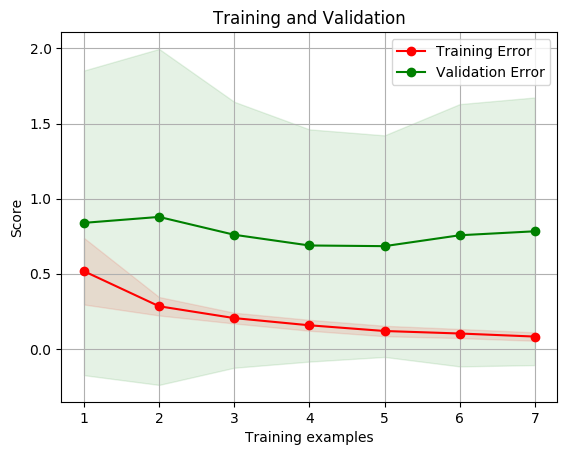 Training and Validation
Training Error
Validation Error
Score
2.0
1.5
1.0
0.5
0.0
1 2 3 4 5 6 7
Training examples